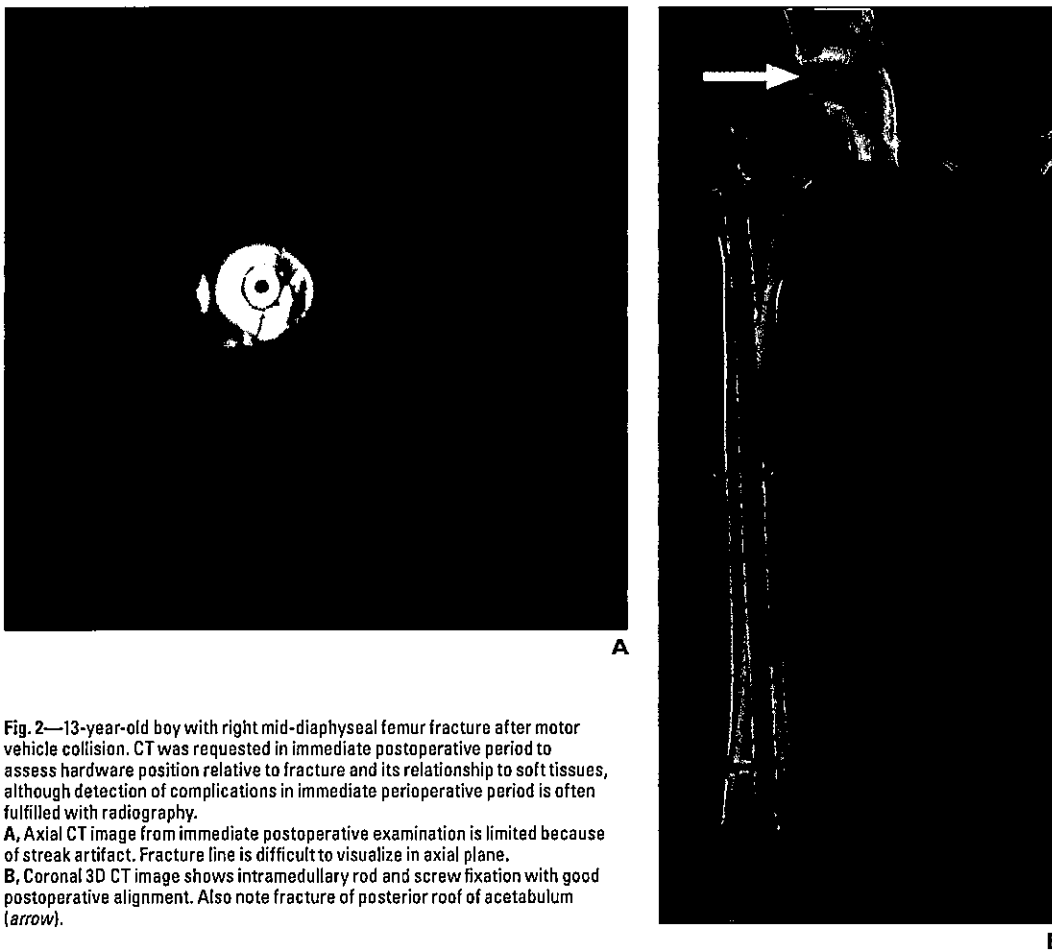 A
Fig. 2—13-year-old boy with right mid-diaphyseal femur fracture after motor
vehicle collision. CT was requested in immediate postoperative period to
assess hardware position relative to fracture and its relationship to soft tissues,
although detection of complications in immediate perioperative period is often
fulfilled with radiography.
A, Axial CT image from immediate postoperative examination is limited because
of streak artifact. Fracture line is difficult to visualize in axial plane.
B, Coronal 3D CT image shows intramedullary rod and screw fixation with good
postoperative alignment. Also note fracture of posterior roof of acetabulum
(arrow).